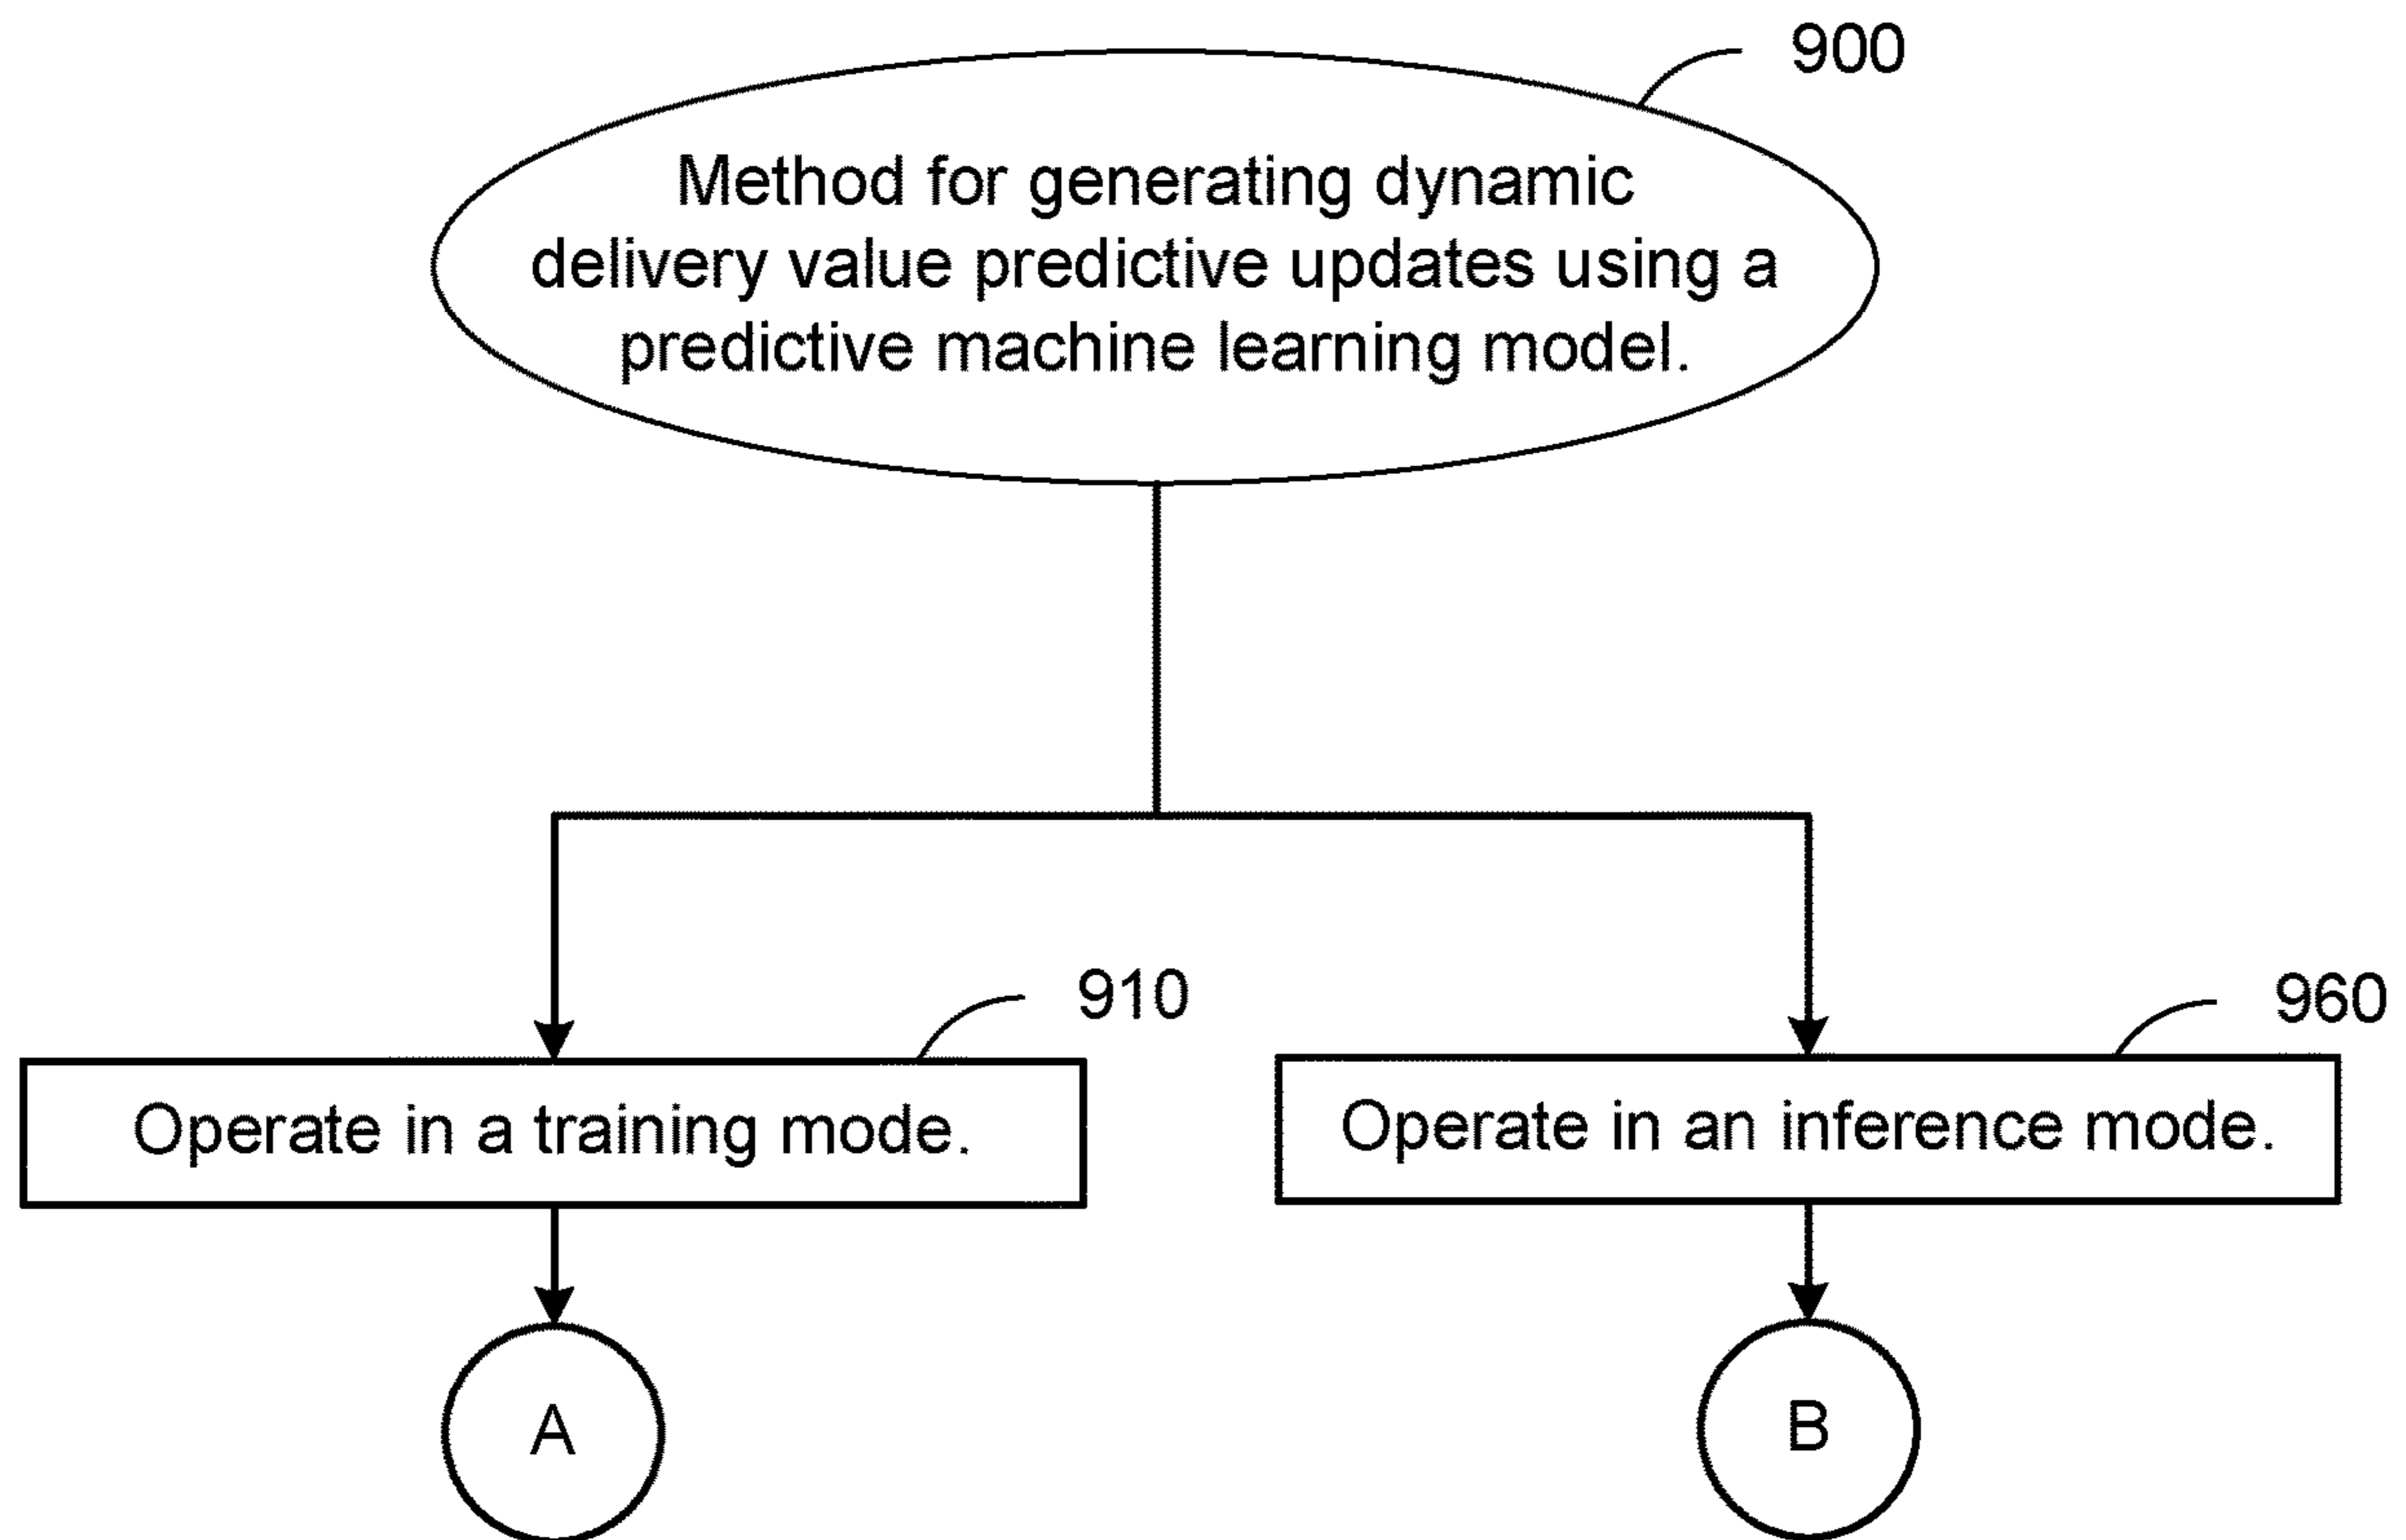 900
Method for generating dynamic
delivery value predictive updates using a
predictive machine learning model.
910
960
Operate in a training mode.
Operate in an inference mode.
A
B